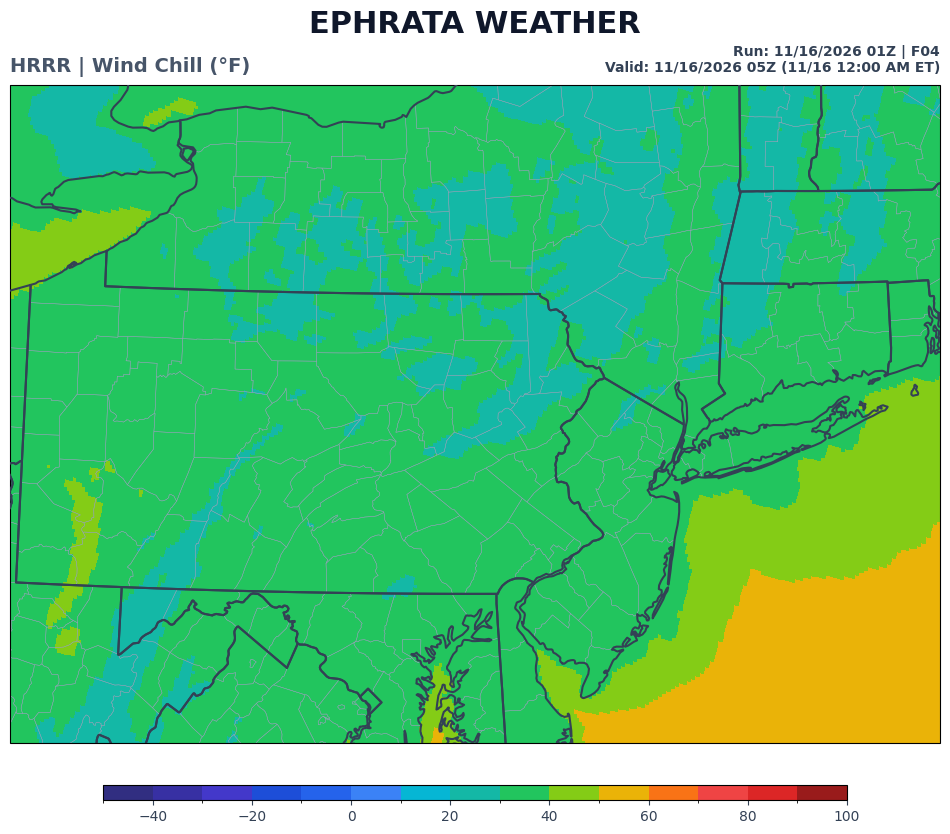 EPHRATA WEATHER
HRRR | Wind Chill (°F)
Run: 11/16/2026 01Z | F04
Valid: 11/16/2026 05Z (11/16 12:00 AM ET)
−40 −20 0 20 40 60 80 100